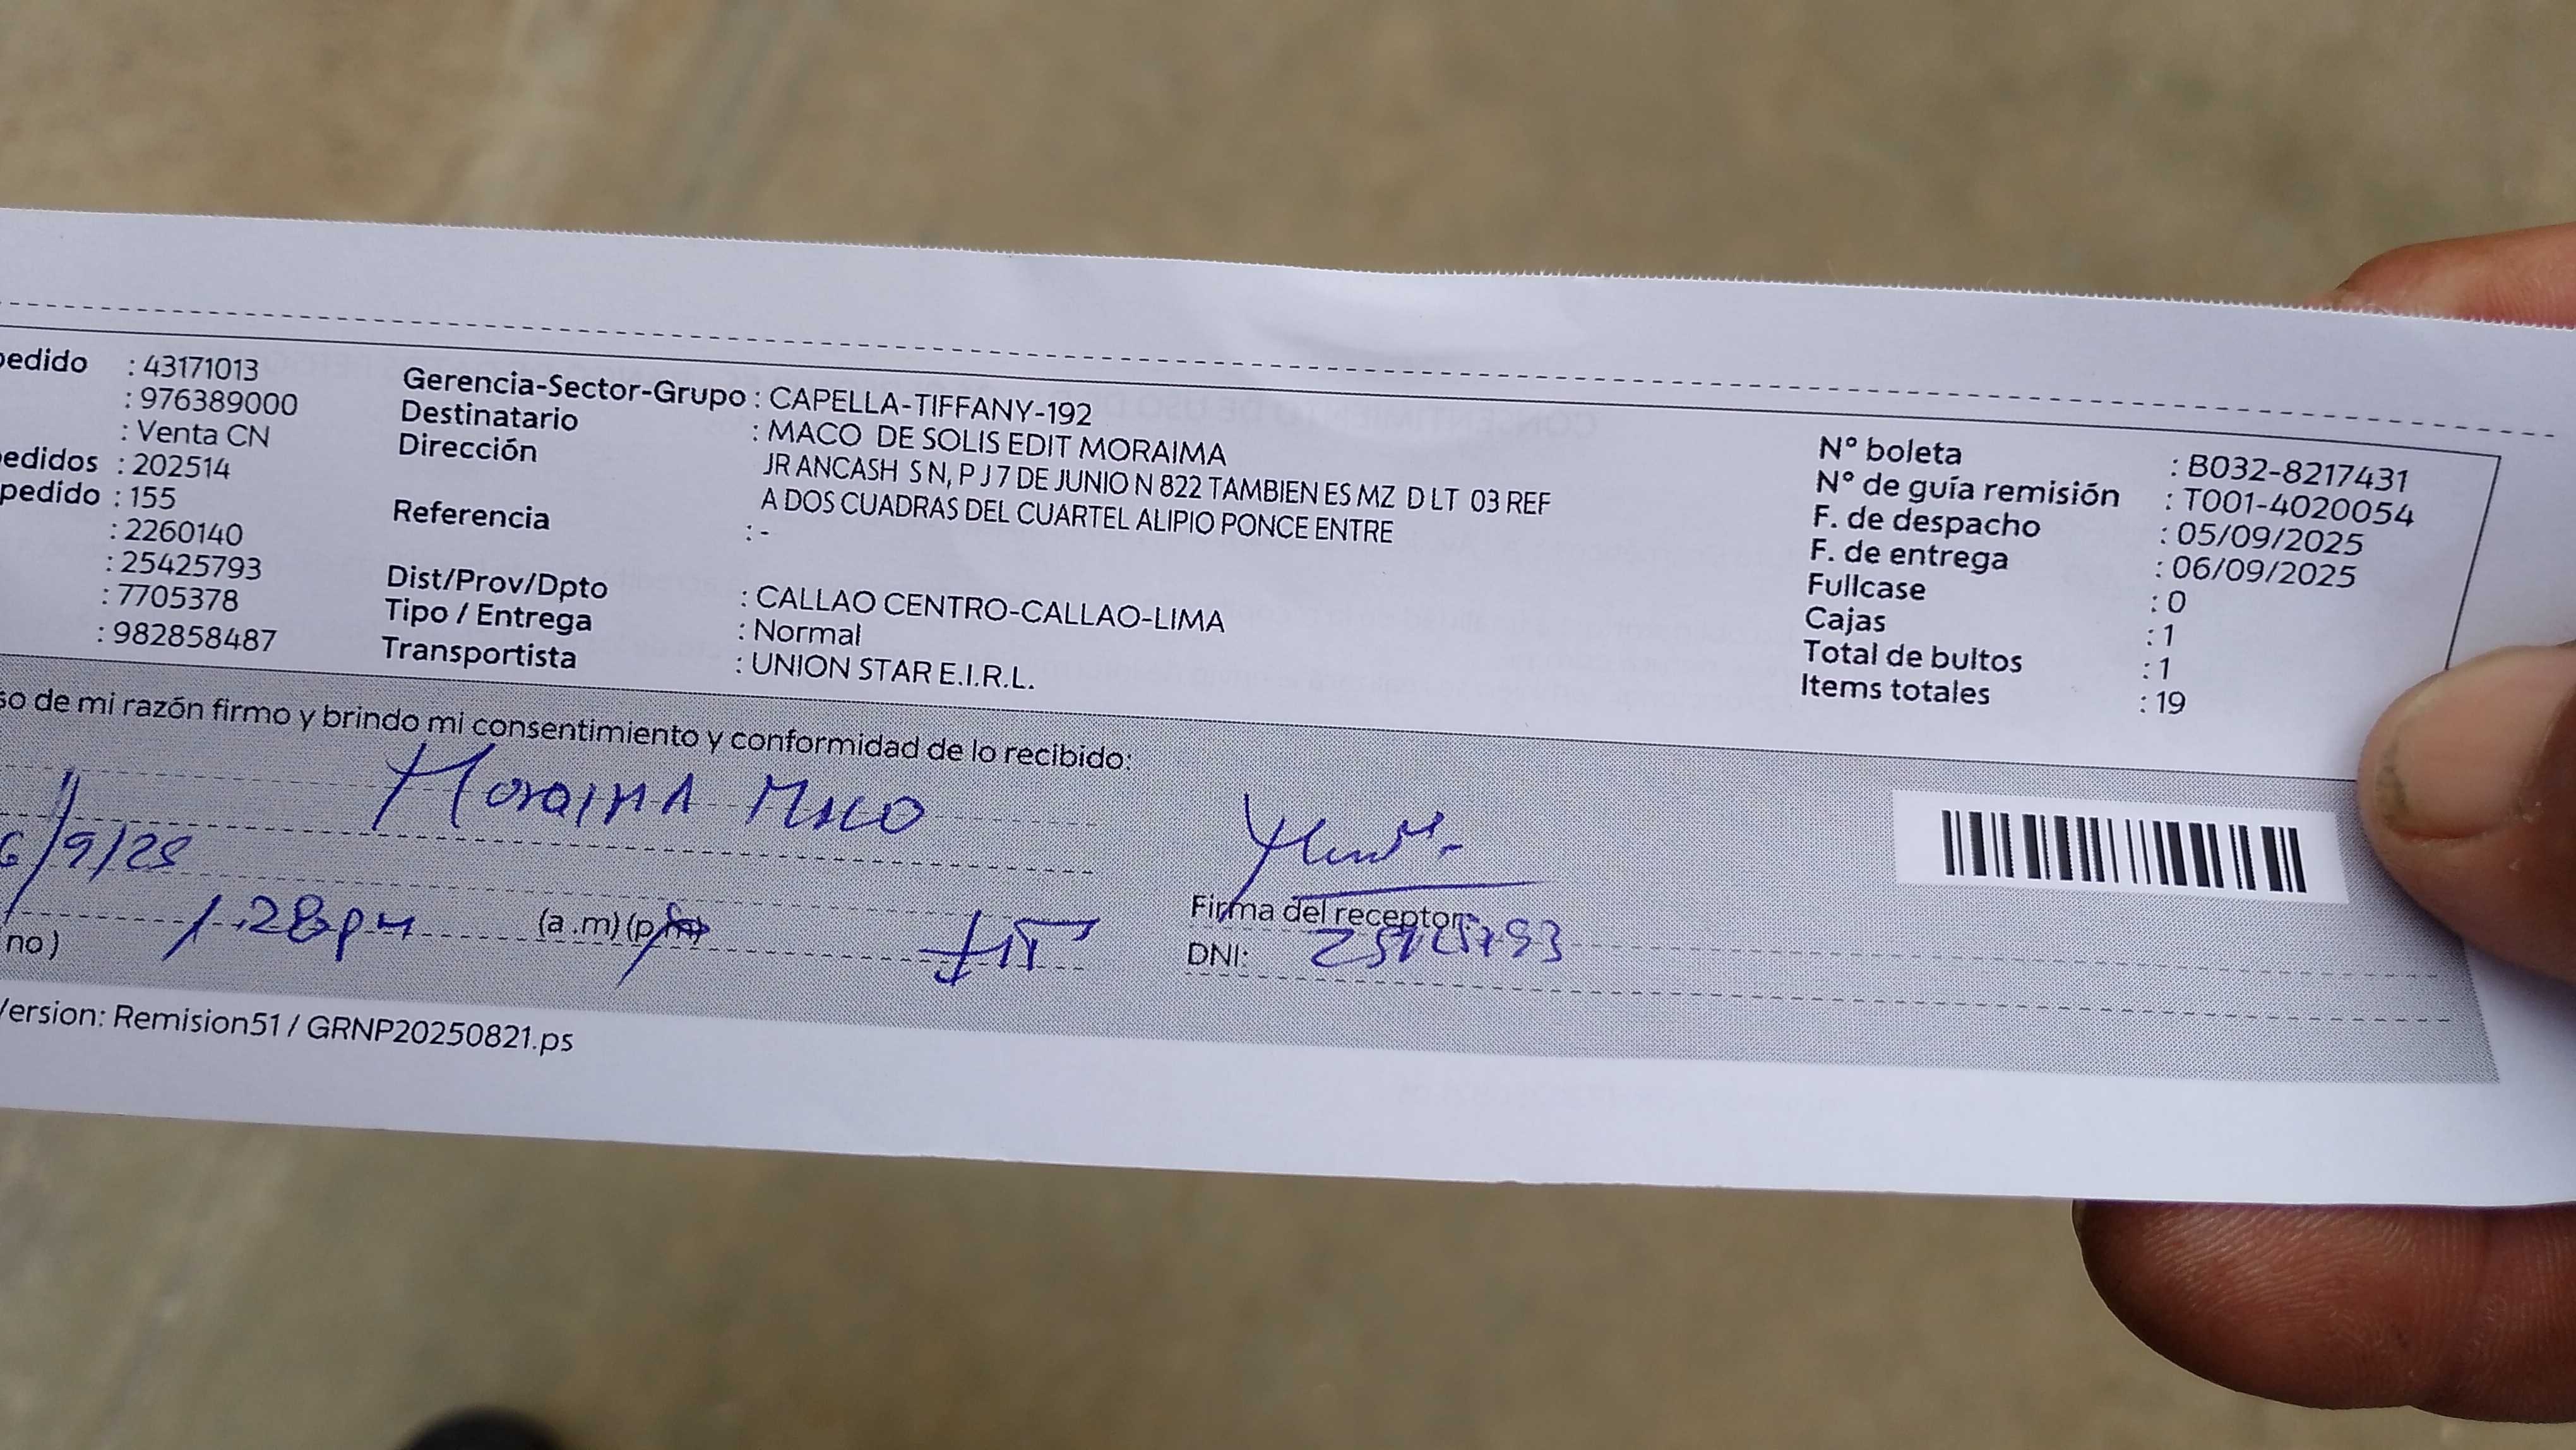 pedido : 43171013
: 976389000
: Venta CN
edidos : 202514
pedido : 155
: 2260140
: 25425793
: 7705378
: 982858487
Gerencia-Sector-Grupo : CAPELLA-TIFFANY-192
Destinatario : MACO DE SOLIS EDIT MORAIMA
Dirección JR ANCASH S N, P J 7 DE JUNIO N 822 TAMBIEN ES MZ D LT 03 REF
A DOS CUADRAS DEL CUARTEL ALIPIO PONCE ENTRE
Referencia : -
Dist/Prov/Dpto : CALLAO CENTRO-CALLAO-LIMA
Tipo / Entrega : Normal
Transportista : UNION STAR E.I.R.L.
N° boleta : B032-8217431
N° de guía remisión : T001-4020054
F. de despacho : 05/09/2025
F. de entrega : 06/09/2025
Fullcase : 0
Cajas : 1
Total de bultos : 1
Items totales : 19
so de mi razón firmo y brindo mi consentimiento y conformidad de lo recibido:
MORAIMA MACO
6/9/25
1:28pm (a.m)(p.m)
no)
Firma del receptor:
DNI: 25425793
Version: Remision51 / GRNP20250821.ps